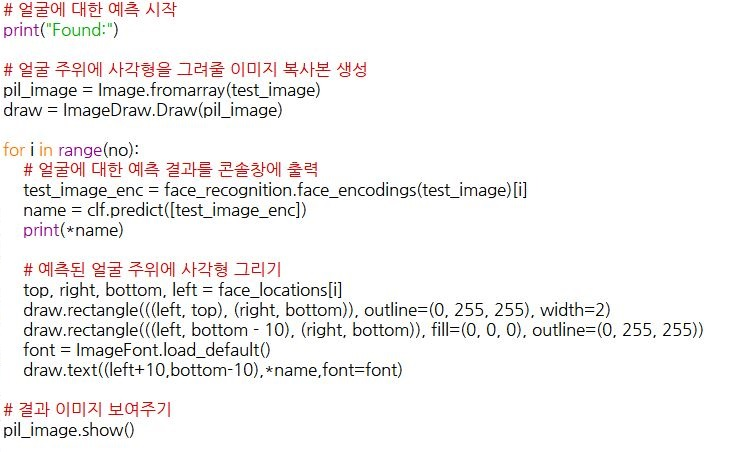 # 얼굴에 대한 예측 시작
print("Found:")
# 얼굴 주위에 사각형을 그려줄 이미지 복사본 생성
pil_image = Image.fromarray(test_image)
draw = ImageDraw.Draw(pil_image)
for i in range(no):
# 얼굴에 대한 예측 결과를 콘솔창에 출력
test_image_enc = face_recognition.face_encodings(test_image)[i]
name = clf.predict([test_image_enc])
print(*name)
# 예측된 얼굴 주위에 사각형 그리기
top, right, bottom, left = face_locations[i]
draw.rectangle(((left, top), (right, bottom)), outline=(0, 255, 255), width=2)
draw.rectangle(((left, bottom - 10), (right, bottom)), fill=(0, 0, 0), outline=(0, 255, 255))
font = ImageFont.load_default()
draw.text((left+10,bottom-10),*name,font=font)
# 결과 이미지 보여주기
pil_image.show()